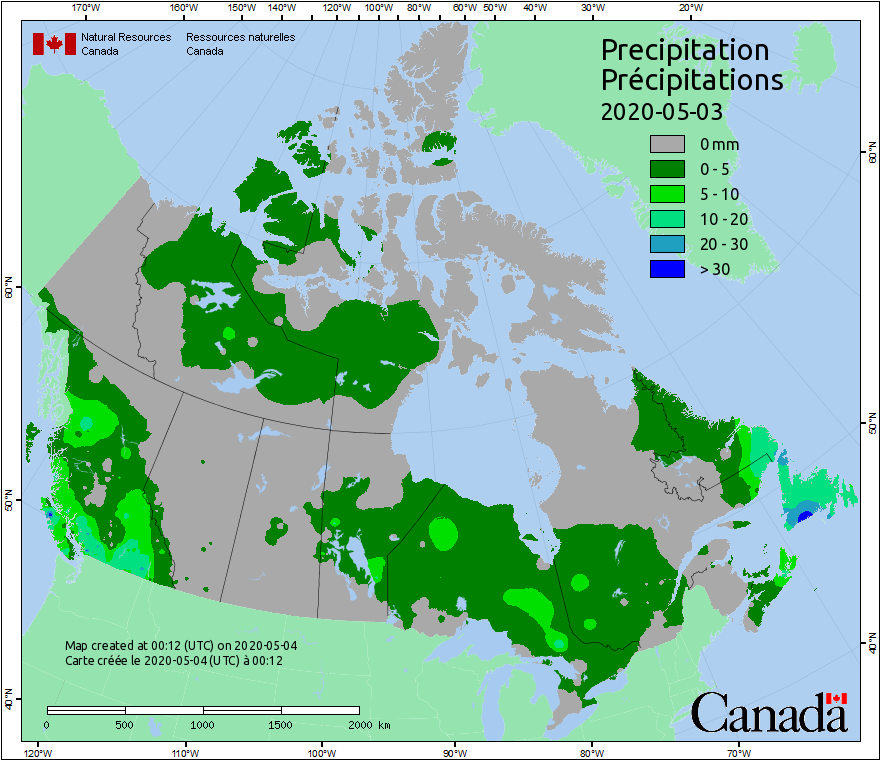 170°W 160°W 150°W 140°W 120°W 100°W 80°W 60°W 50°W 40°W 30°W 20°W
Natural Resources Ressources naturelles
Canada Canada
Precipitation
Précipitations
2020-05-03
0 mm
0 - 5
5 - 10
10 - 20
20 - 30
> 30
60°N
60°N
50°N
50°N
40°N
40°N
Map created at 00:12 (UTC) on 2020-05-04
Carte créée le 2020-05-04 (UTC) à 00:12
0 500 1000 1500 2000 km
Canada
120°W 110°W 100°W 90°W 80°W 70°W